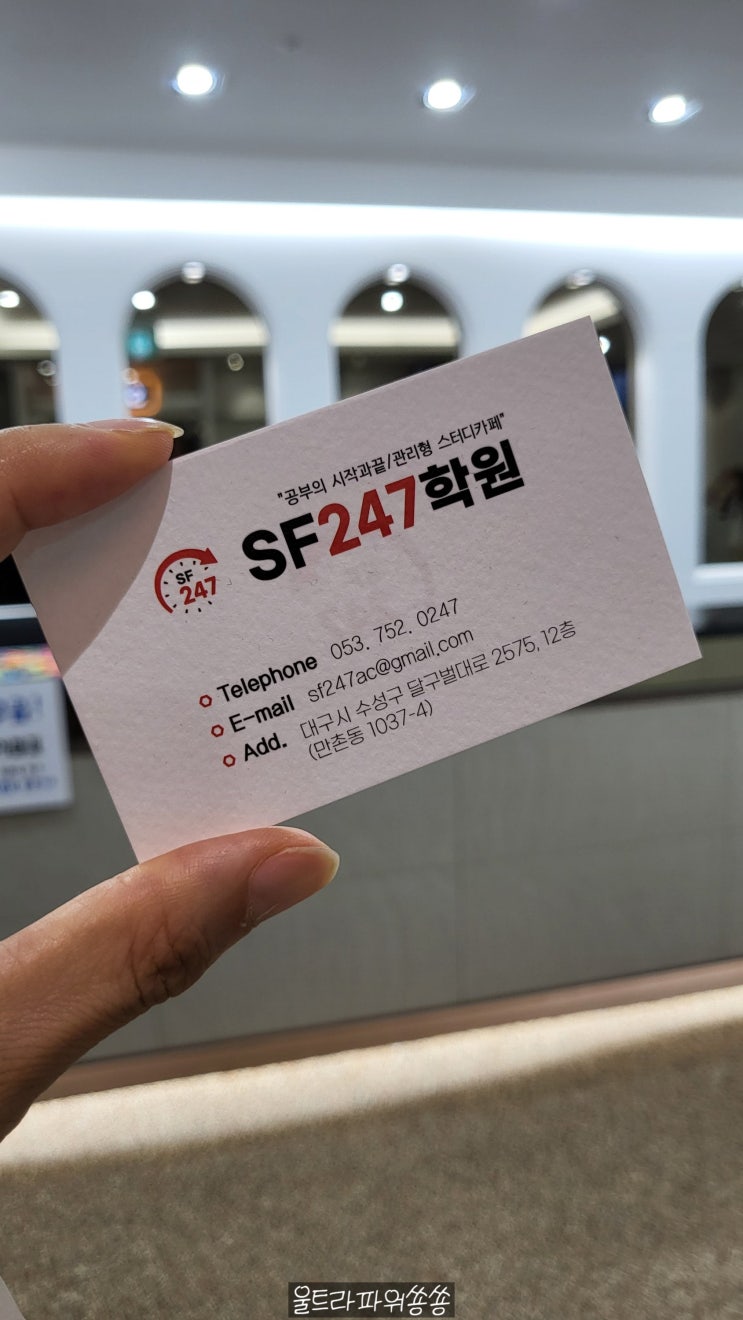 "공부의 시작과끝/관리형 스터디카페"
SF247학원
SF
247
Telephone 053. 752. 0247
E-mail sf247ac@gmail.com
Add. 대구시 수성구 달구벌대로 2575, 12층
(만촌동 1037-4)
울트라파워쏭쏭